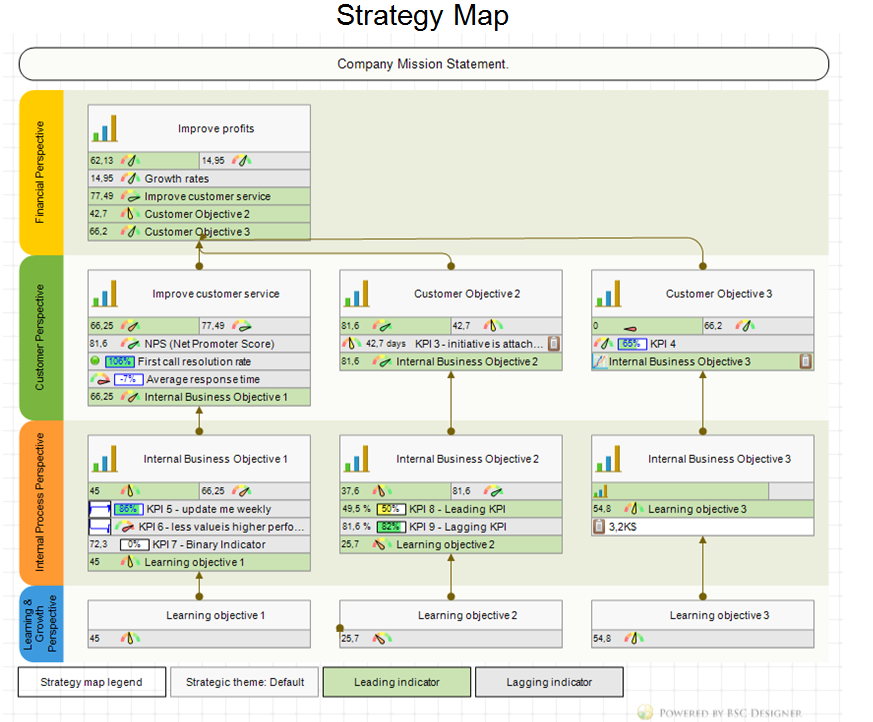 Strategy Map
Company Mission Statement.
Financial Perspective
Improve profits
62,13 14,95
14,95 Growth rates
77,49 Improve customer service
42,7 Customer Objective 2
66,2 Customer Objective 3
Customer Perspective
Improve customer service
66,25 77,49
81,6 NPS (Net Promoter Score)
106% First call resolution rate
-7% Average response time
66,25 Internal Business Objective 1
Customer Objective 2
81,6 42,7
42,7 days KPI 3 - initiative is attach...
81,6 Internal Business Objective 2
Customer Objective 3
0 66,2
65% KPI 4
Internal Business Objective 3
Internal Process Perspective
Internal Business Objective 1
45 66,25
86% KPI 5 - update me weekly
KPI 6 - less value is higher perfo...
72,3 0% KPI 7 - Binary Indicator
45 Learning objective 1
Internal Business Objective 2
37,6 81,6
49,5 % 50% KPI 8 - Leading KPI
81,6 % 82% KPI 9 - Lagging KPI
25,7 Learning objective 2
Internal Business Objective 3
54,8 Learning objective 3
3,2K$
Learning &
Growth
Perspective
Learning objective 1
45
Learning objective 2
25,7
Learning objective 3
54,8
Strategy map legend
Strategic theme: Default
Leading indicator
Lagging indicator
Powered by BSC Designer